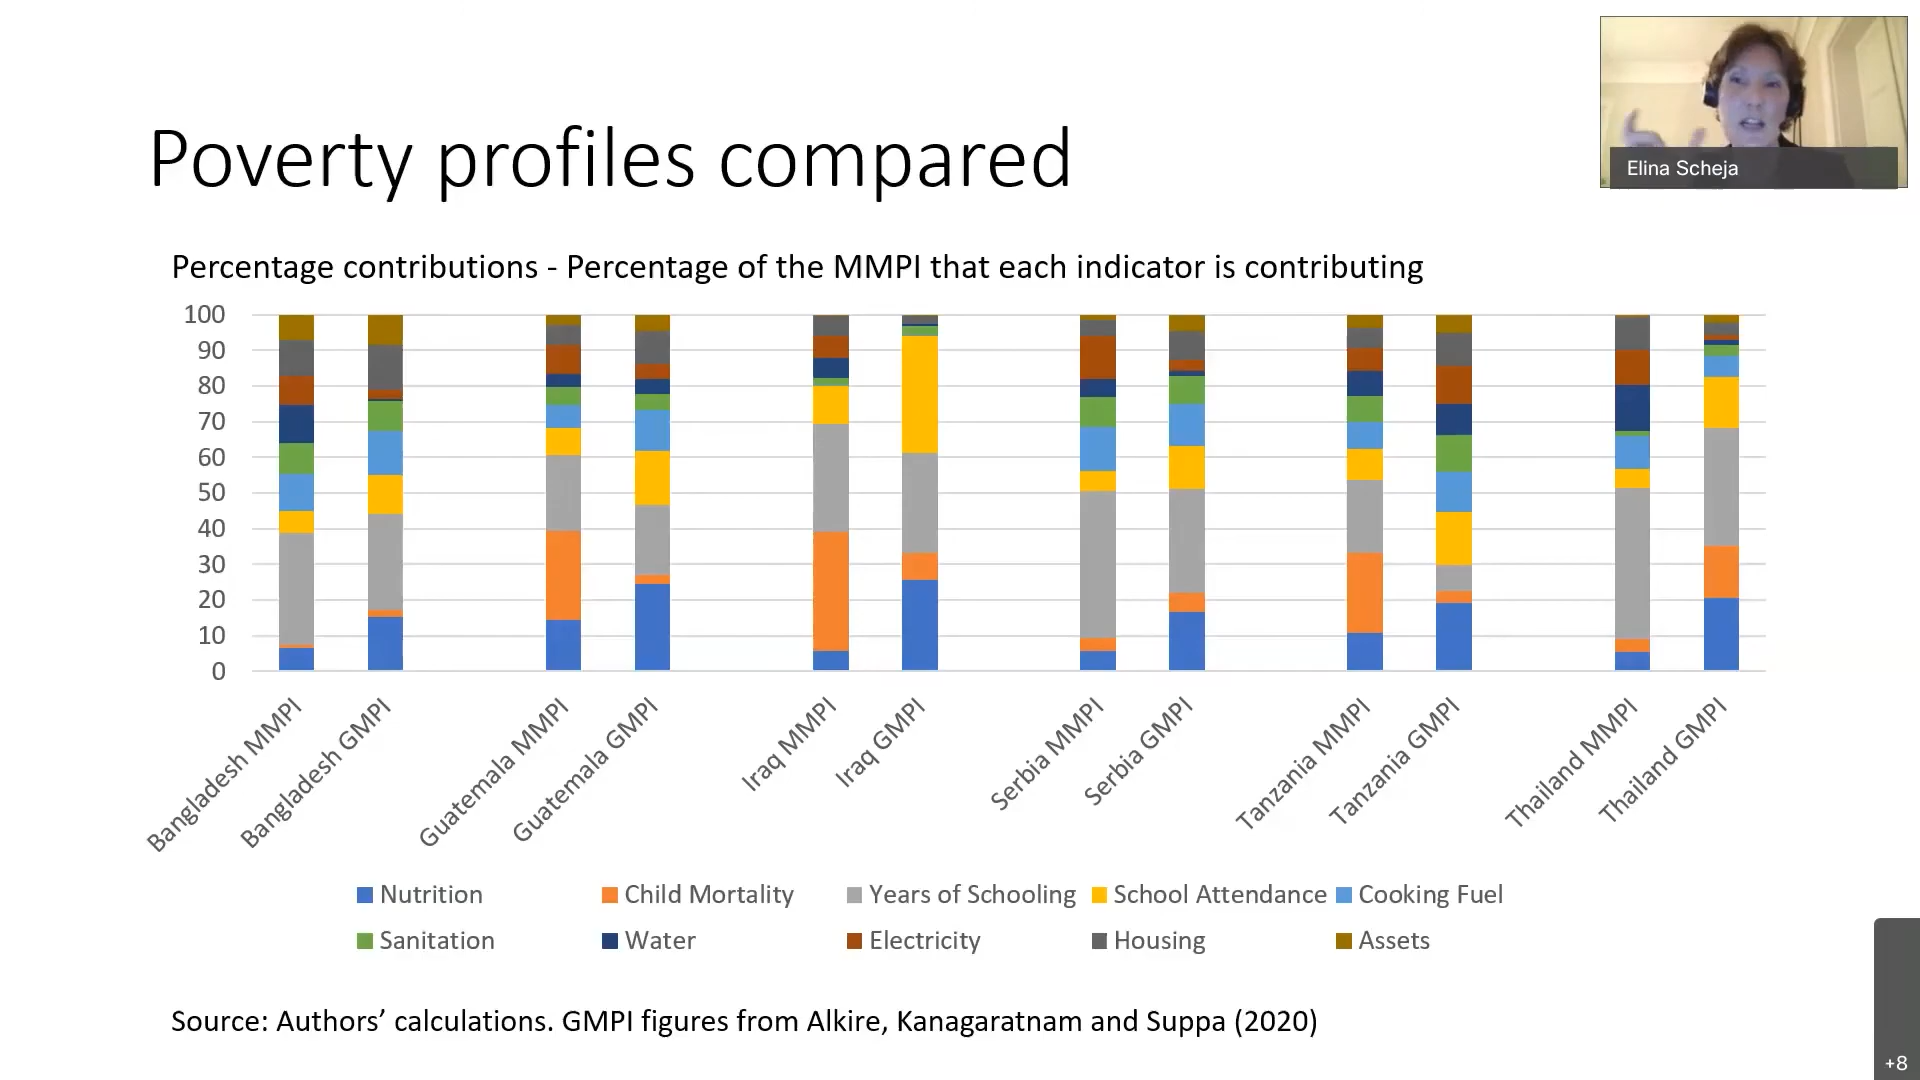 Elina Scheja
Poverty profiles compared
Percentage contributions - Percentage of the MMPI that each indicator is contributing
100
90
80
70
60
50
40
30
20
10
0
Bangladesh MMPI
Bangladesh GMPI
Guatemala MMPI
Guatemala GMPI
Iraq MMPI
Iraq GMPI
Serbia MMPI
Serbia GMPI
Tanzania MMPI
Tanzania GMPI
Thailand MMPI
Thailand GMPI
Nutrition Child Mortality Years of Schooling School Attendance Cooking Fuel
Sanitation Water Electricity Housing Assets
Source: Authors’ calculations. GMPI figures from Alkire, Kanagaratnam and Suppa (2020)
+8